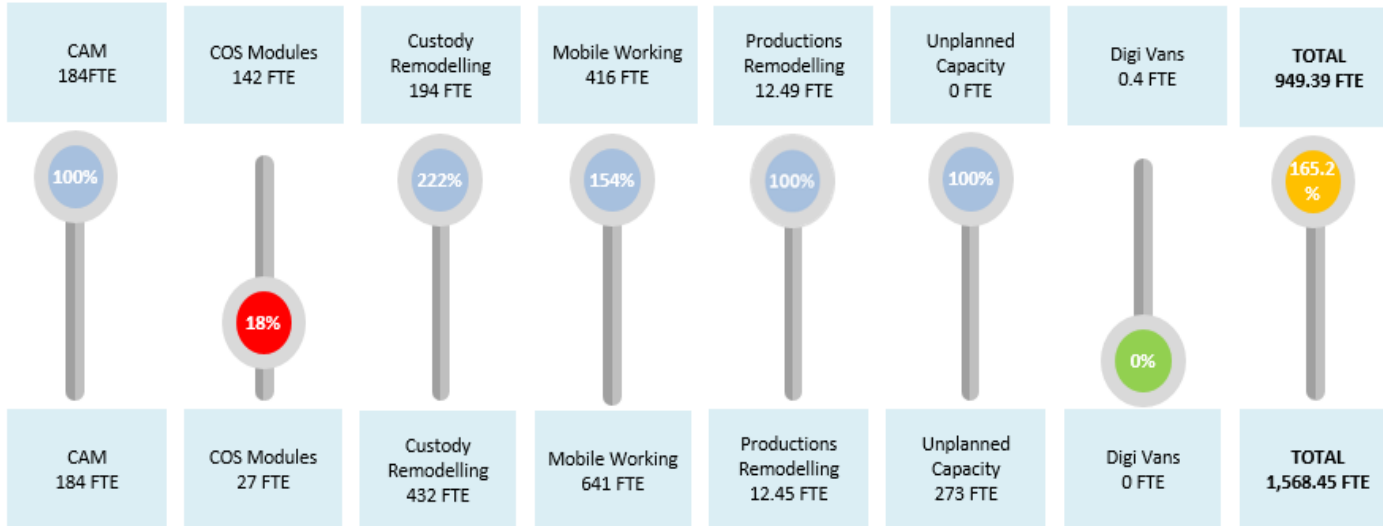 CAM
184FTE
COS Modules
142 FTE
Custody
Remodelling
194 FTE
Mobile Working
416 FTE
Productions
Remodelling
12.49 FTE
Unplanned
Capacity
0 FTE
Digi Vans
0.4 FTE
TOTAL
949.39 FTE
100%
18%
222%
154%
100%
100%
0%
165.2
%
CAM
184 FTE
COS Modules
27 FTE
Custody
Remodelling
432 FTE
Mobile Working
641 FTE
Productions
Remodelling
12.45 FTE
Unplanned
Capacity
273 FTE
Digi Vans
0 FTE
TOTAL
1,568.45 FTE